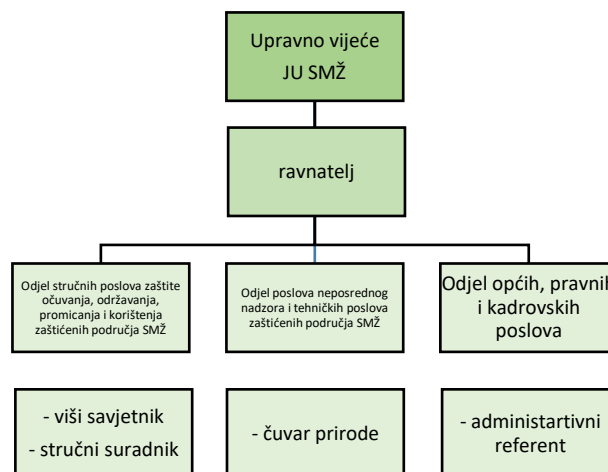 Upravno vijeće
JU SMŽ
ravnatelj
Odjel stručnih poslova zaštite
očuvanja, održavanja,
promicanja i korištenja
zaštićenih područja SMŽ
Odjel poslova neposrednog
nadzora i tehničkih poslova
zaštićenih područja SMŽ
Odjel općih, pravnih
i kadrovskih
poslova
- viši savjetnik
- stručni suradnik
- čuvar prirode
- administartivni
referent